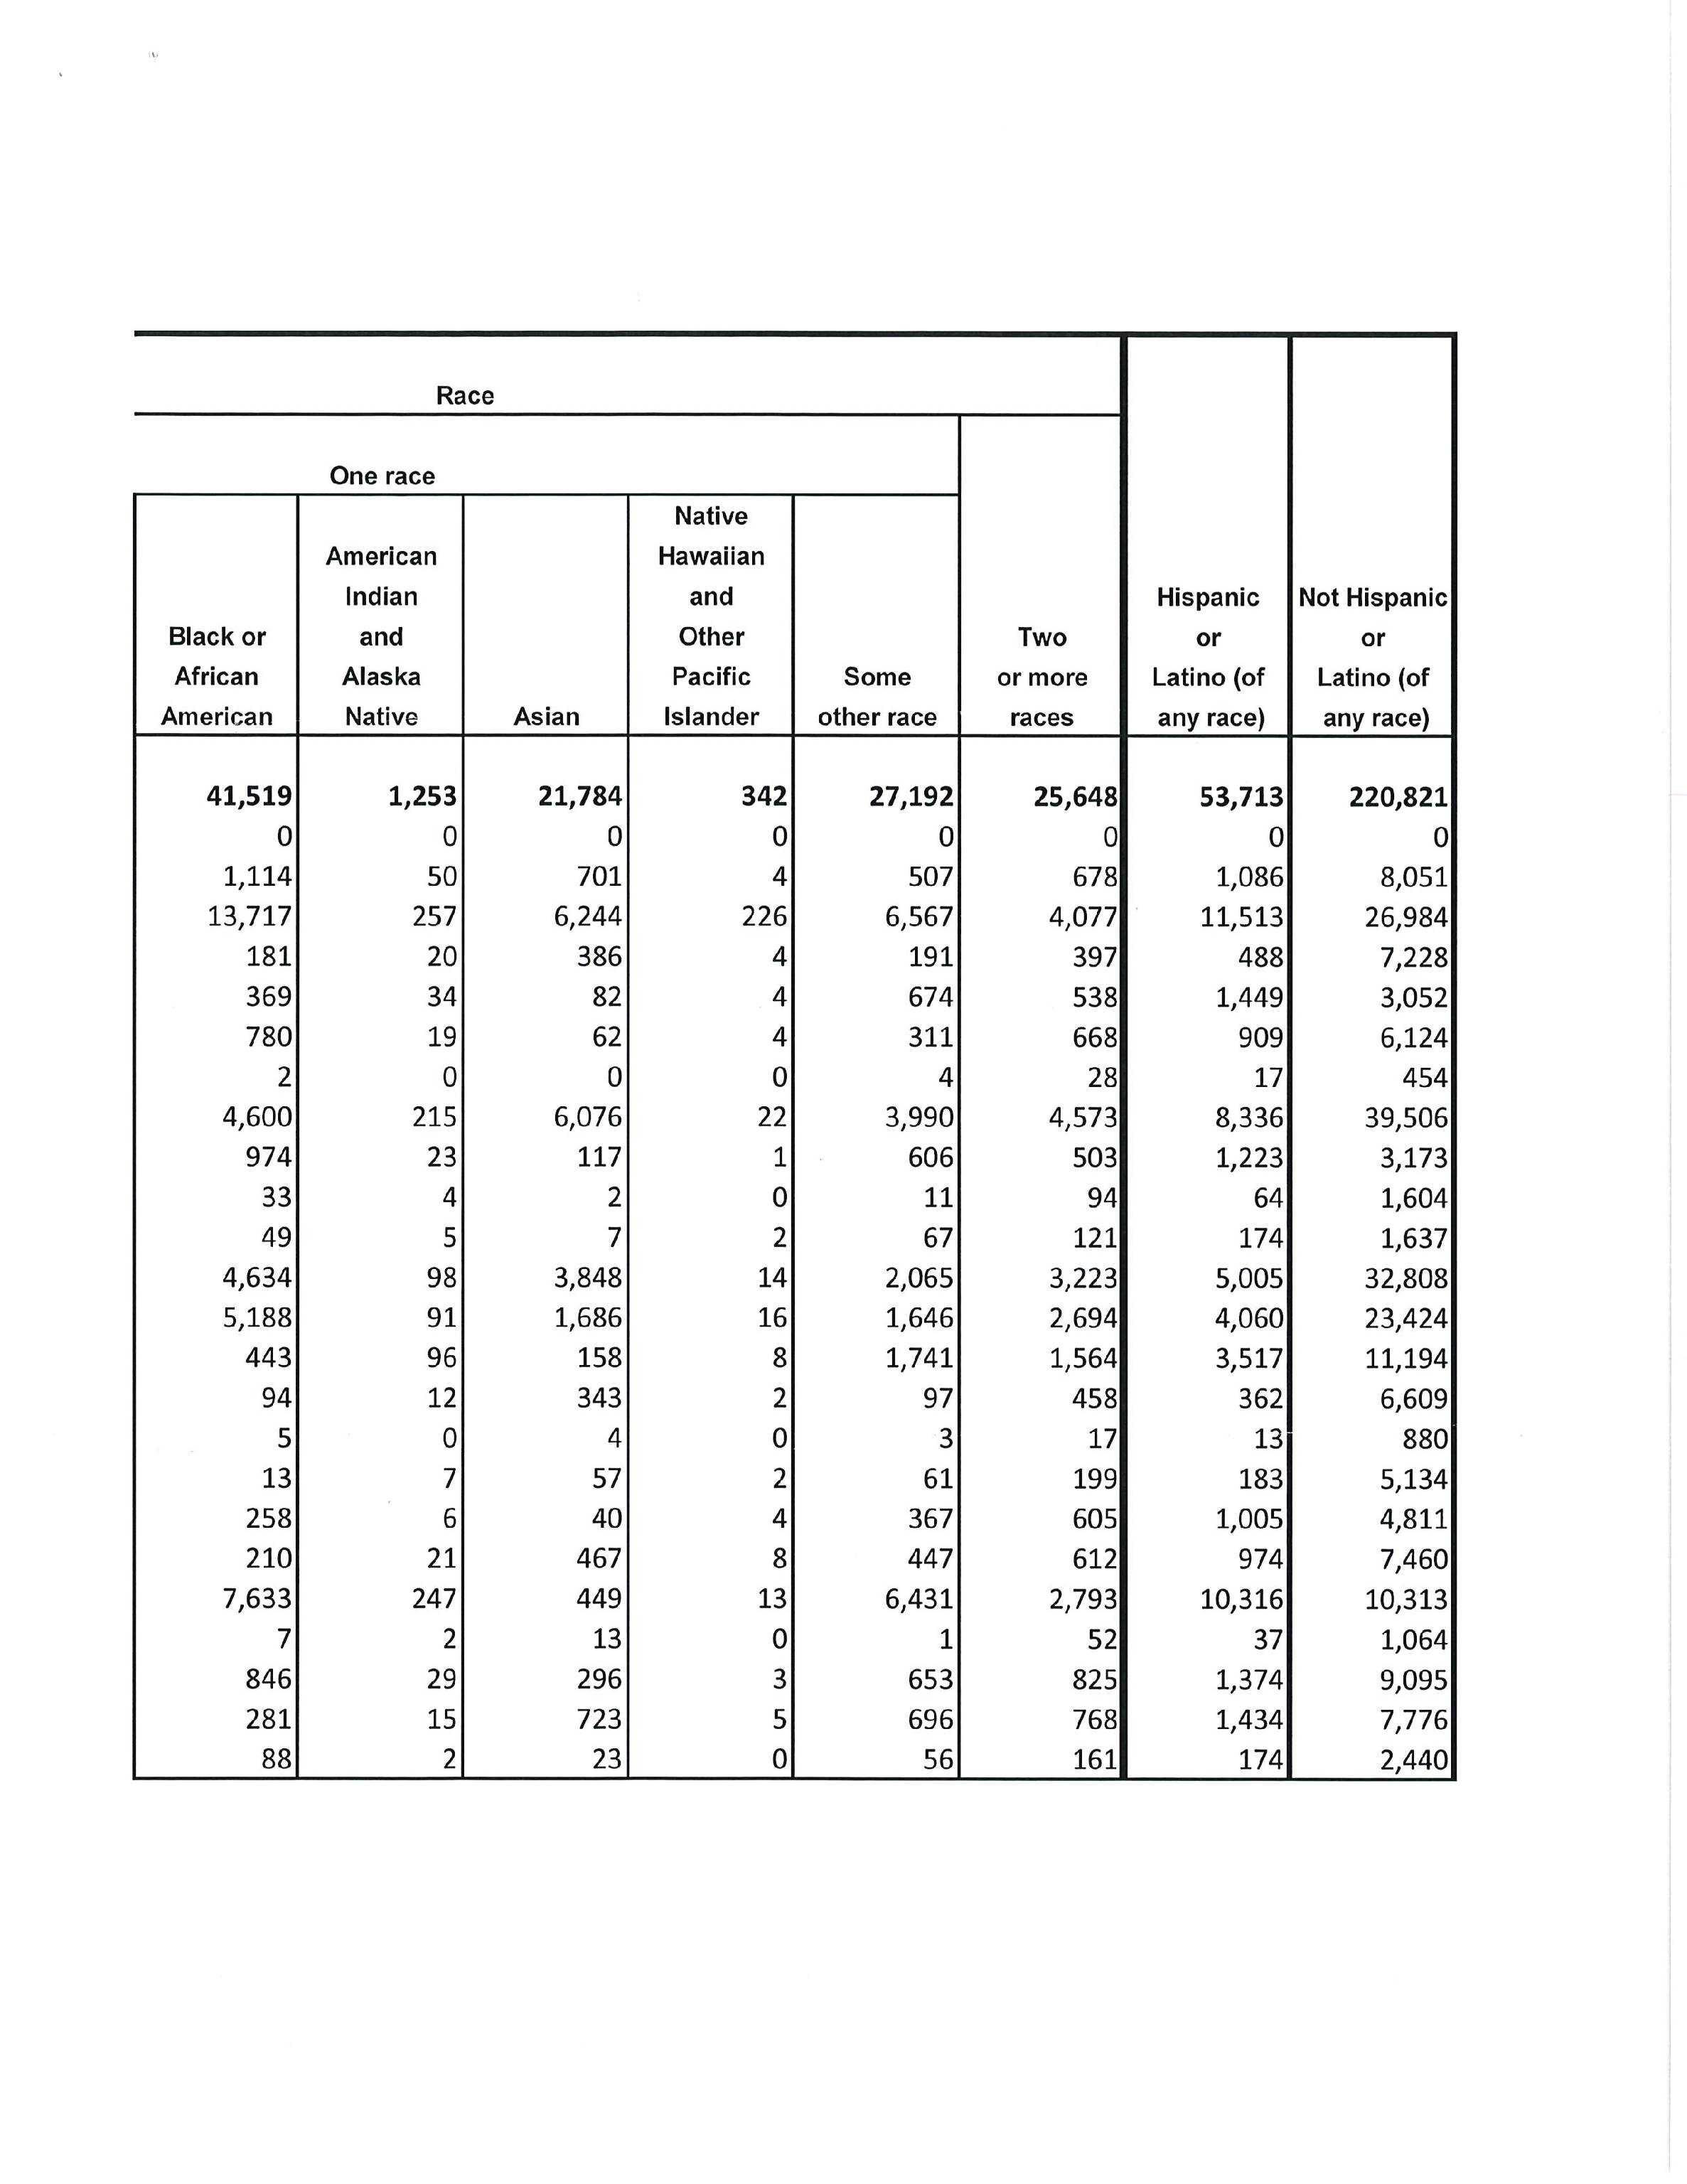 Race
One race
Native
American Hawaiian
Indian and Hispanic Not Hispanic
Black or and Other Two or or
African Alaska Pacific Some or more Latino (of Latino (of
American Native Asian Islander other race races any race) any race)
41,519 1,253 21,784 342 27,192 25,648 53,713 220,821
0 0 0 0 0 0 0 0
1,114 50 701 4 507 678 1,086 8,051
13,717 257 6,244 226 6,567 4,077 11,513 26,984
181 20 386 4 191 397 488 7,228
369 34 82 4 674 538 1,449 3,052
780 19 62 4 311 668 909 6,124
2 0 0 0 4 28 17 454
4,600 215 6,076 22 3,990 4,573 8,336 39,506
974 23 117 1 606 503 1,223 3,173
33 4 2 0 11 94 64 1,604
49 5 7 2 67 121 174 1,637
4,634 98 3,848 14 2,065 3,223 5,005 32,808
5,188 91 1,686 16 1,646 2,694 4,060 23,424
443 96 158 8 1,741 1,564 3,517 11,194
94 12 343 2 97 458 362 6,609
5 0 4 0 3 17 13 880
13 7 57 2 61 199 183 5,134
258 6 40 4 367 605 1,005 4,811
210 21 467 8 447 612 974 7,460
7,633 247 449 13 6,431 2,793 10,316 10,313
7 2 13 0 1 52 37 1,064
846 29 296 3 653 825 1,374 9,095
281 15 723 5 696 768 1,434 7,776
88 2 23 0 56 161 174 2,440